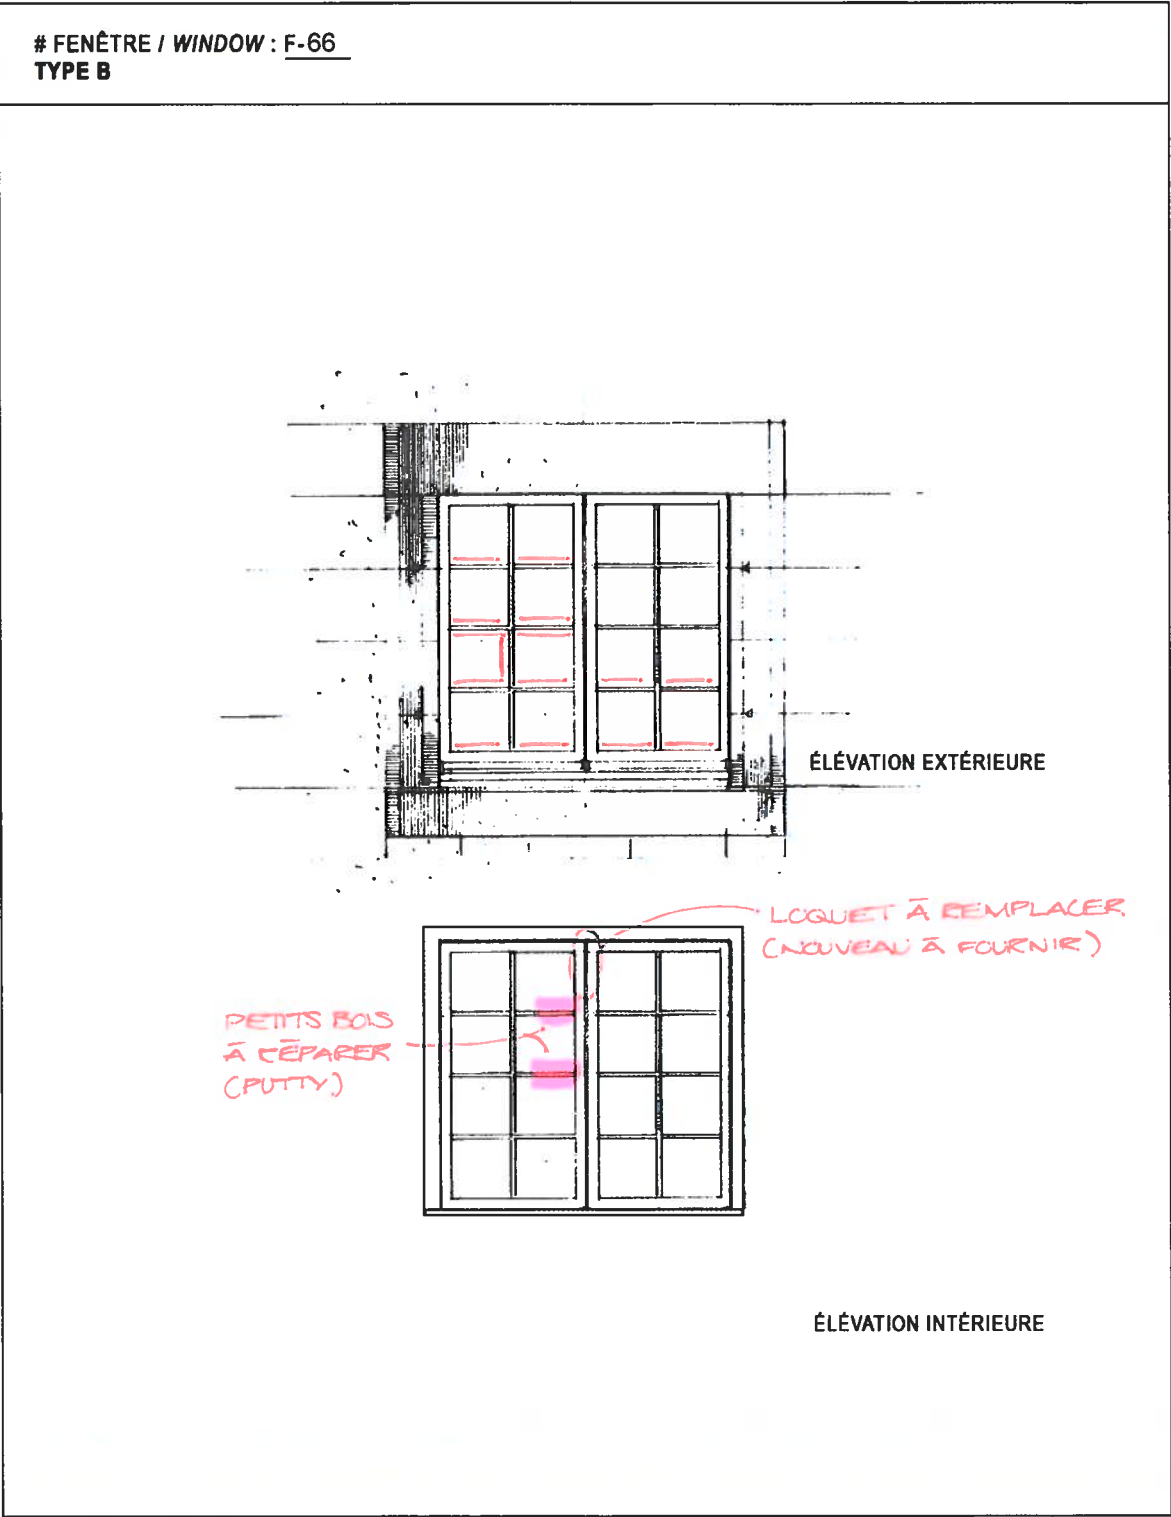 # FENÊTRE / WINDOW : F-66
TYPE B
ÉLÉVATION EXTÉRIEURE
LOQUET À REMPLACER
(NOUVEAU À FOURNIR)
PETITS BOIS
À RÉPARER
(PUTTY)
ÉLÉVATION INTÉRIEURE